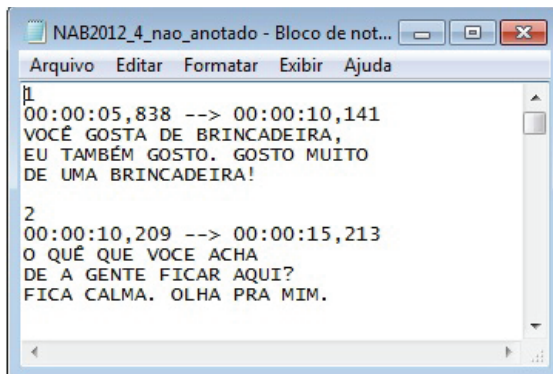 NAB2012_4_nao_anotado - Bloco de not...
Arquivo Editar Formatar Exibir Ajuda
1
00:00:05,838 --> 00:00:10,141
VOCÊ GOSTA DE BRINCADEIRA,
EU TAMBÉM GOSTO. GOSTO MUITO
DE UMA BRINCADEIRA!
2
00:00:10,209 --> 00:00:15,213
O QUÊ QUE VOCE ACHA
DE A GENTE FICAR AQUI?
FICA CALMA. OLHA PRA MIM.